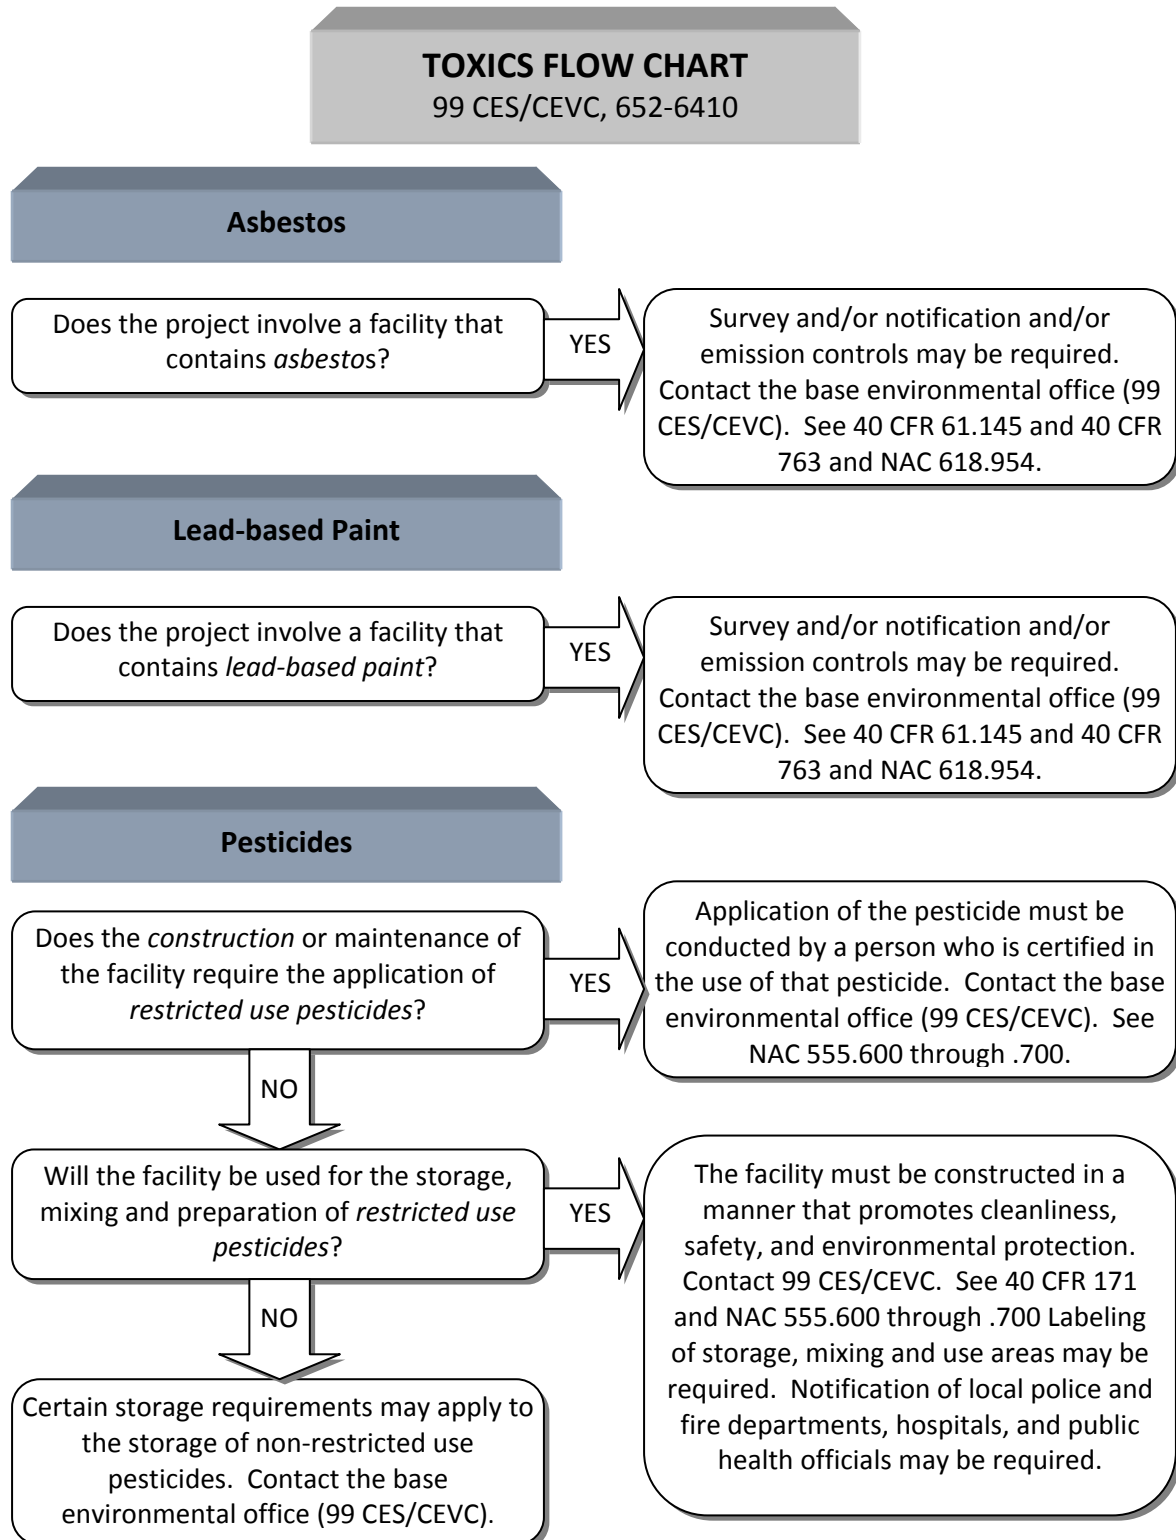 TOXICS FLOW CHART
99 CES/CEVC, 652-6410
Asbestos
Does the project involve a facility that
contains asbestos?
YES
Survey and/or notification and/or
emission controls may be required.
Contact the base environmental office (99
CES/CEVC).  See 40 CFR 61.145 and 40 CFR
763 and NAC 618.954.
Lead-based Paint
Does the project involve a facility that
contains lead-based paint?
YES
Survey and/or notification and/or
emission controls may be required.
Contact the base environmental office (99
CES/CEVC).  See 40 CFR 61.145 and 40 CFR
763 and NAC 618.954.
Pesticides
Does the construction or maintenance of
the facility require the application of
restricted use pesticides?
YES
Application of the pesticide must be
conducted by a person who is certified in
the use of that pesticide.  Contact the base
environmental office (99 CES/CEVC).  See
NAC 555.600 through .700.
NO
Will the facility be used for the storage,
mixing and preparation of restricted use
pesticides?
YES
The facility must be constructed in a
manner that promotes cleanliness,
safety, and environmental protection.
Contact 99 CES/CEVC.  See 40 CFR 171
and NAC 555.600 through .700 Labeling
of storage, mixing and use areas may be
required.  Notification of local police and
fire departments, hospitals, and public
health officials may be required.
NO
Certain storage requirements may apply to
the storage of non-restricted use
pesticides.  Contact the base
environmental office (99 CES/CEVC).